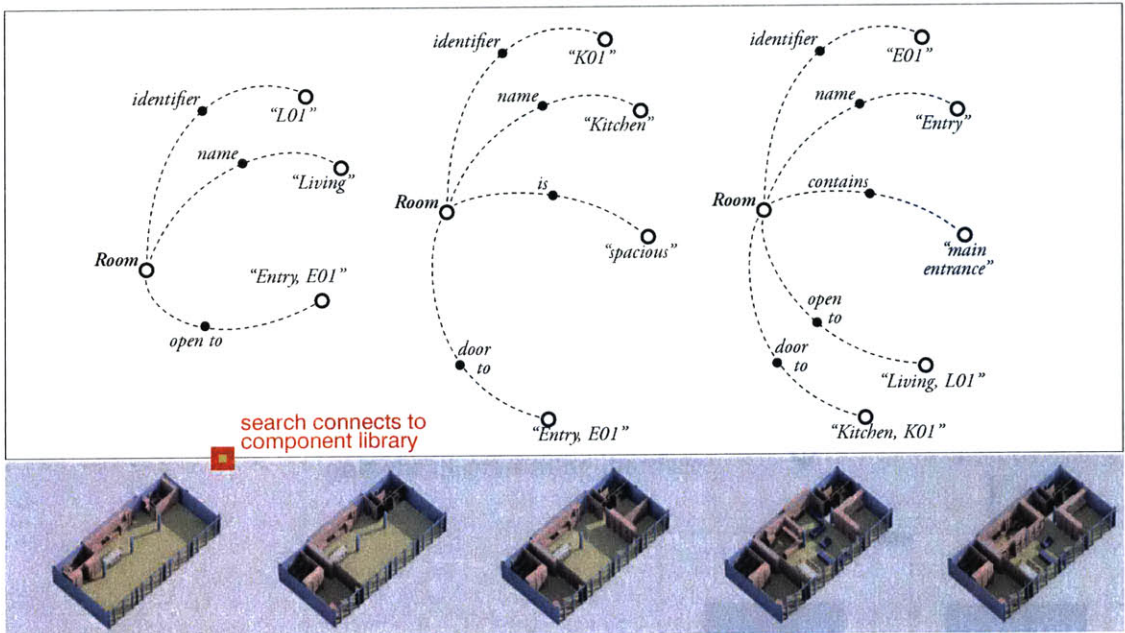 identifier
“L01”
name
“Living”
Room
“Entry, E01”
open to
identifier
“K01”
name
“Kitchen”
is
Room
“spacious”
door
to
“Entry, E01”
identifier
“E01”
name
“Entry”
contains
Room
“main
entrance”
open
to
“Living, L01”
door
to
“Kitchen, K01”
search connects to
component library